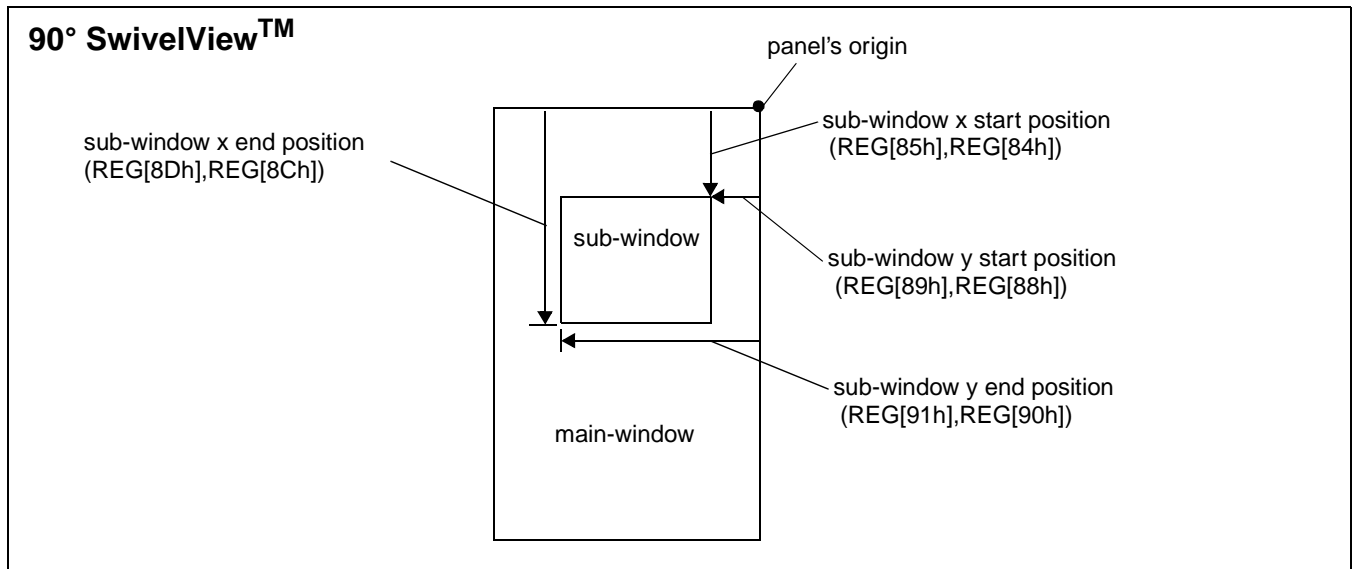 90° SwivelView™
panel's origin
sub-window x end position
(REG[8Dh],REG[8Ch])
sub-window x start position
(REG[85h],REG[84h])
sub-window
sub-window y start position
(REG[89h],REG[88h])
sub-window y end position
(REG[91h],REG[90h])
main-window